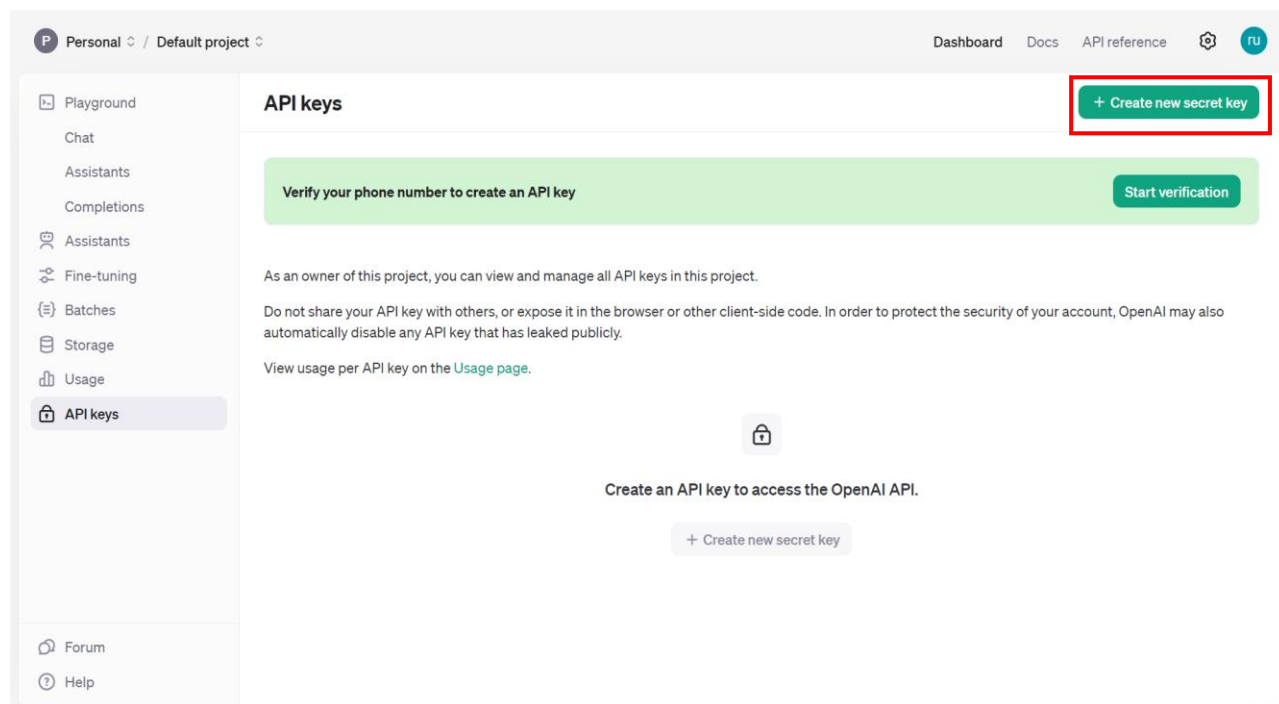 P Personal / Default project Dashboard Docs API reference ru
Playground
Chat
Assistants
Completions
Assistants
Fine-tuning
Batches
Storage
Usage
API keys
Forum
Help
API keys
+ Create new secret key
Verify your phone number to create an API key
Start verification
As an owner of this project, you can view and manage all API keys in this project.
Do not share your API key with others, or expose it in the browser or other client-side code. In order to protect the security of your account, OpenAI may also
automatically disable any API key that has leaked publicly.
View usage per API key on the Usage page.
Create an API key to access the OpenAI API.
+ Create new secret key